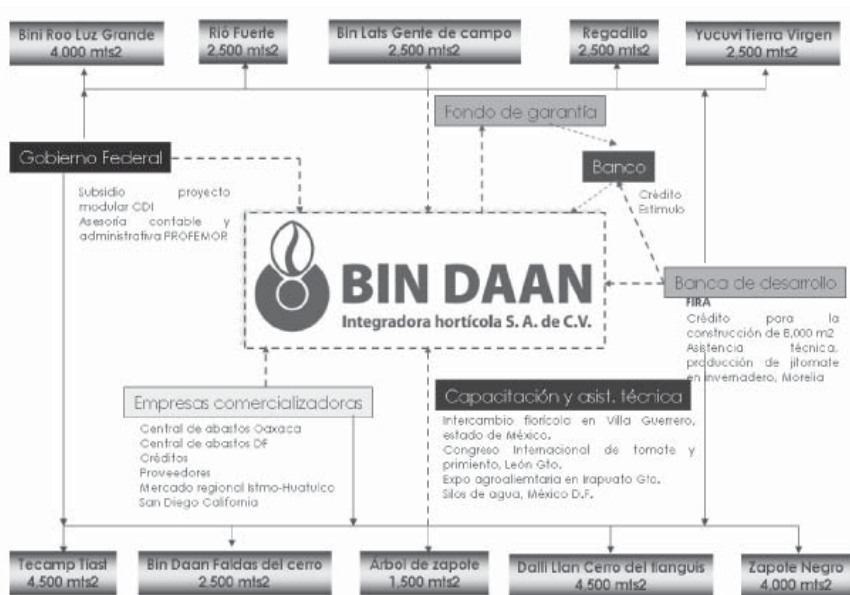 Bini Roo Luz Grande
4,000 mts2
Rió Fuerte
2,500 mts2
Bin Lats Gente de campo
2,500 mts2
Regadillo
2,500 mts2
Yucuvi Tierra Virgen
2,500 mts2
Fondo de garantía
Gobierno Federal
Banco
Subsidio proyecto
modular CDI
Asesoría contable y
administrativa PROFEMOR
Crédito
Estimulo
BIN DAAN
Integradora hortícola S. A. de C.V.
Banca de desarrollo
FIRA
Crédito para la
construcción de 8,000 m2
Asistencia técnica,
producción de jitomate
en invernadero, Morelia
Empresas comercializadoras
Central de abastos Oaxaca
Central de abastos DF
Créditos
Proveedores
Mercado regional Istmo-Huatulco
San Diego California
Capacitación y asist. técnica
Intercambio florícola en Villa Guerrero,
estado de México.
Congreso Internacional de tomate y
primiento, León Gto.
Expo agroaliemtaria en Irapuato Gto.
Silos de agua, México D.F.
Tecamp Tlast
4,500 mts2
Bin Daan Faldas del cerro
2,500 mts2
Árbol de zapote
1,500 mts2
Dalli Llan Cerro del tianguis
4,500 mts2
Zapote Negro
4,000 mts2